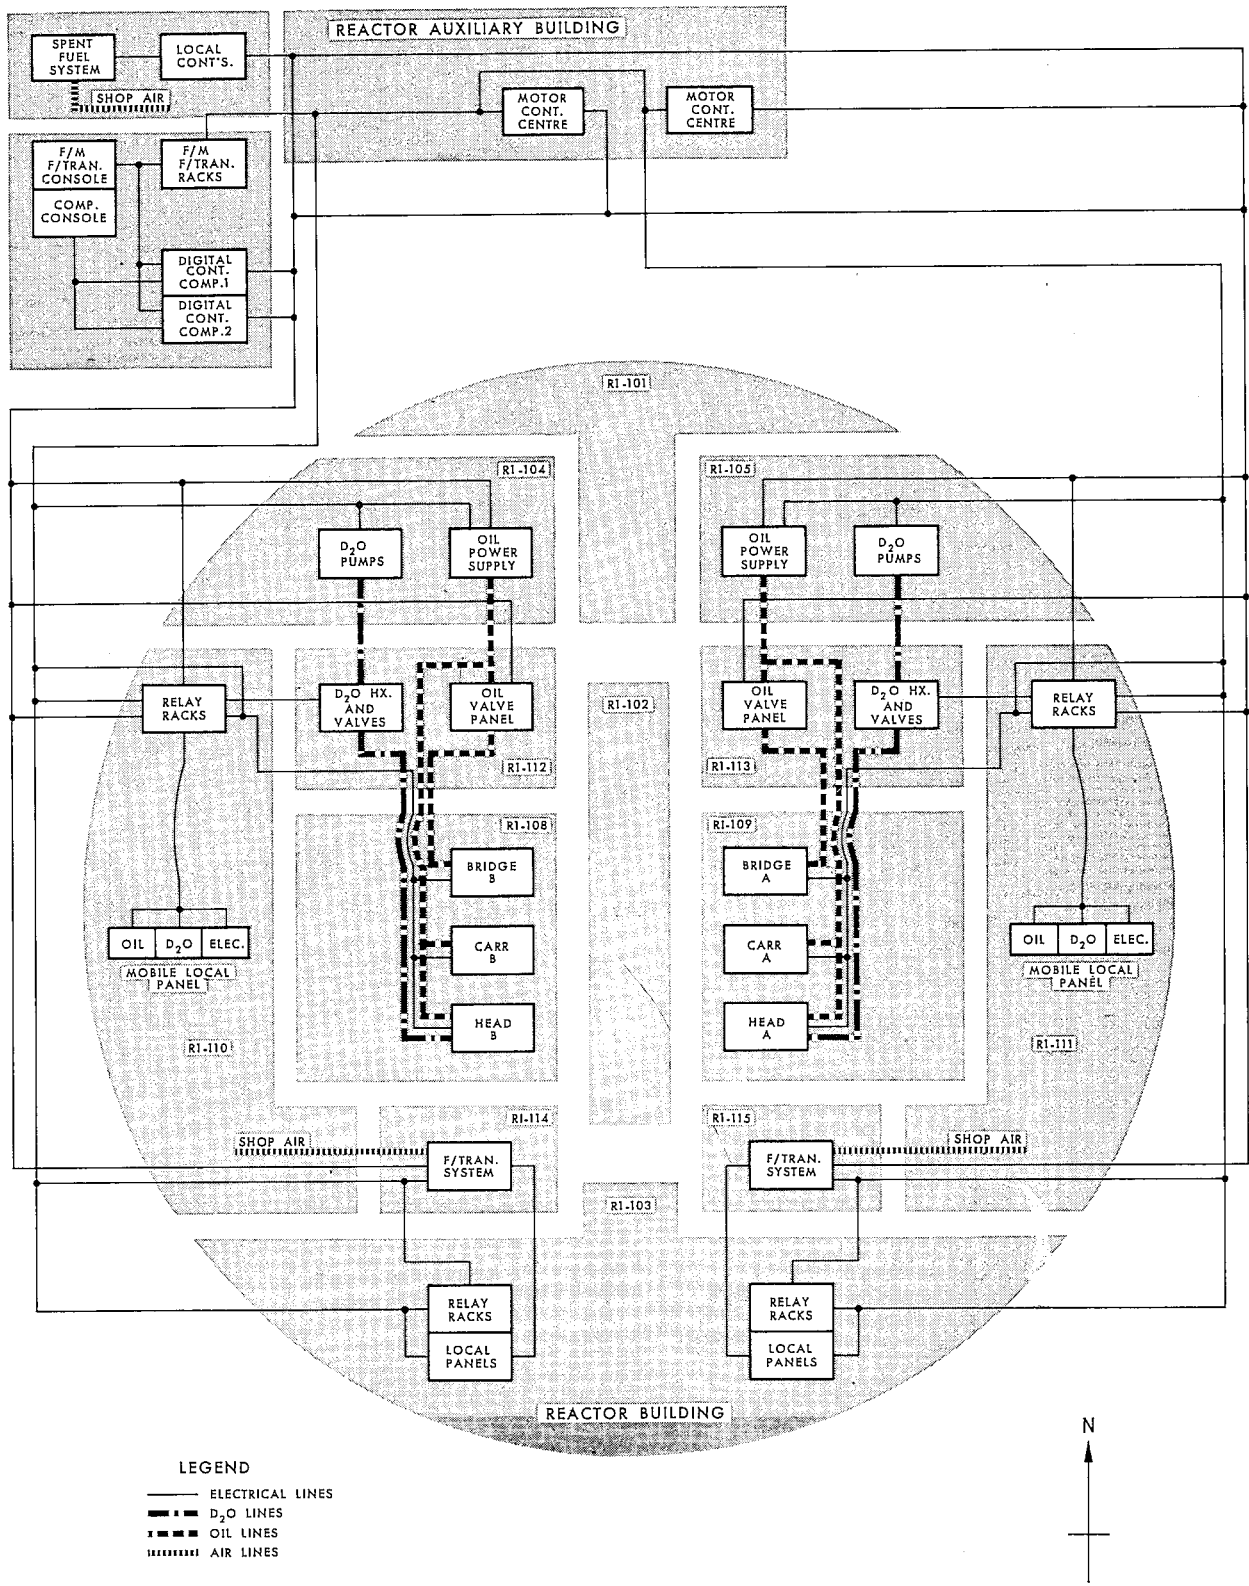 REACTOR AUXILIARY BUILDING
SPENT
FUEL
SYSTEM
LOCAL
CONT'S.
SHOP AIR
MOTOR
CONT.
CENTRE
MOTOR
CONT.
CENTRE
F/M
F/TRAN.
CONSOLE
F/M
F/TRAN.
RACKS
COMP.
CONSOLE
DIGITAL
CONT.
COMP.1
DIGITAL
CONT.
COMP.2
R1-101
R1-104
R1-105
D2O
PUMPS
OIL
POWER
SUPPLY
OIL
POWER
SUPPLY
D2O
PUMPS
RELAY
RACKS
D2O HX.
AND
VALVES
OIL
VALVE
PANEL
R1-102
OIL
VALVE
PANEL
D2O HX.
AND
VALVES
RELAY
RACKS
R1-112
R1-113
R1-108
R1-109
BRIDGE
B
BRIDGE
A
OIL
D2O
ELEC.
MOBILE LOCAL
PANEL
CARR
B
CARR
A
OIL
D2O
ELEC.
MOBILE LOCAL
PANEL
HEAD
B
HEAD
A
R1-110
R1-111
R1-114
R1-115
SHOP AIR
F/TRAN.
SYSTEM
F/TRAN.
SYSTEM
SHOP AIR
R1-103
RELAY
RACKS
LOCAL
PANELS
RELAY
RACKS
LOCAL
PANELS
REACTOR BUILDING
N
LEGEND
ELECTRICAL LINES
D2O LINES
OIL LINES
AIR LINES